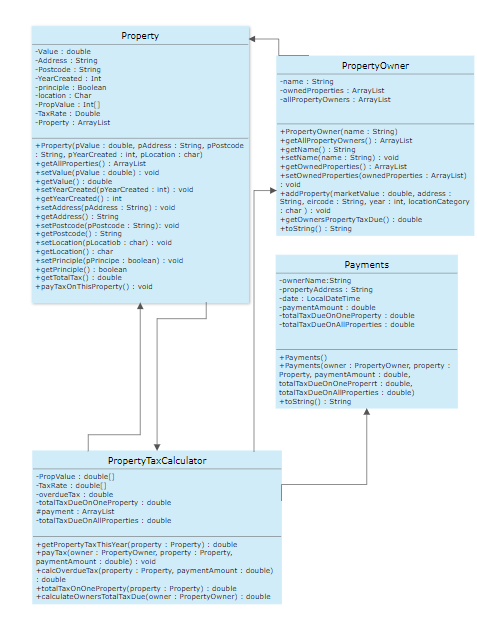 Property
-Value : double
-Address : String
-Postcode : String
-YearCreated : Int
-principle : Boolean
-location : Char
-PropValue : Int[]
-TaxRate : Double
-Property : ArrayList
+Property(pValue : double, pAddress : String, pPostcode
: String, pYearCreated : int, pLocation : char)
+getAllProperties() : ArrayList
+setValue(pValue : double) : void
+getValue() : double
+setYearCreated(pYearCreated : int) : void
+getYearCreated() : int
+setAddress(pAddress : String) : void
+getAddress() : String
+setPostcode(pPostcode : String): void
+getPostcode() : String
+setLocation(pLocatiob : char) : void
+getLocation() : char
+setPrinciple(pPrincipe : boolean) : void
+getPrinciple() : boolean
+getTotalTax() : double
+payTaxOnThisProperty() : void
PropertyOwner
-name : String
-ownedProperties : ArrayList
-allPropertyOwners : ArrayList
+PropertyOwner(name : String)
+getAllPropertyOwners() : ArrayList
+getName() : String
+setName(name : String) : void
+getOwnedProperties() : ArrayList
+setOwnedProperties(ownedProperties : ArrayList)
: void
+addProperty(marketValue : double, address :
String, eircode : String, year : int, locationCategory
: char ) : void
+getOwnersPropertyTaxDue() : double
+toString() : String
Payments
-ownerName:String
-propertyAddress : String
-date : LocalDateTime
-paymentAmount : double
-totalTaxDueOnOneProperty : double
-totalTaxDueOnAllProperties : double
+Payments()
+Payments(owner : PropertyOwner, property :
Property, paymentAmount : double,
totalTaxDueOnOneProperrt : double,
totalTaxDueOnAllProperties : double)
+toString() : String
PropertyTaxCalculator
-PropValue : double[]
-TaxRate : double[]
-overdueTax : double
-totalTaxDueOnOneProperty : double
#payment : ArrayList
-totalTaxDueOnAllProperties : double
+getPropertyTaxThisYear(property : Property) : double
+payTax(owner : PropertyOwner, property : Property,
paymentAmount : double) : void
+calcOverdueTax(property : Property, paymentAmount : double)
: double
+totalTaxOnOneProperty(property : Property) : double
+calculateOwnersTotalTaxDue(owner : PropertyOwner) : double